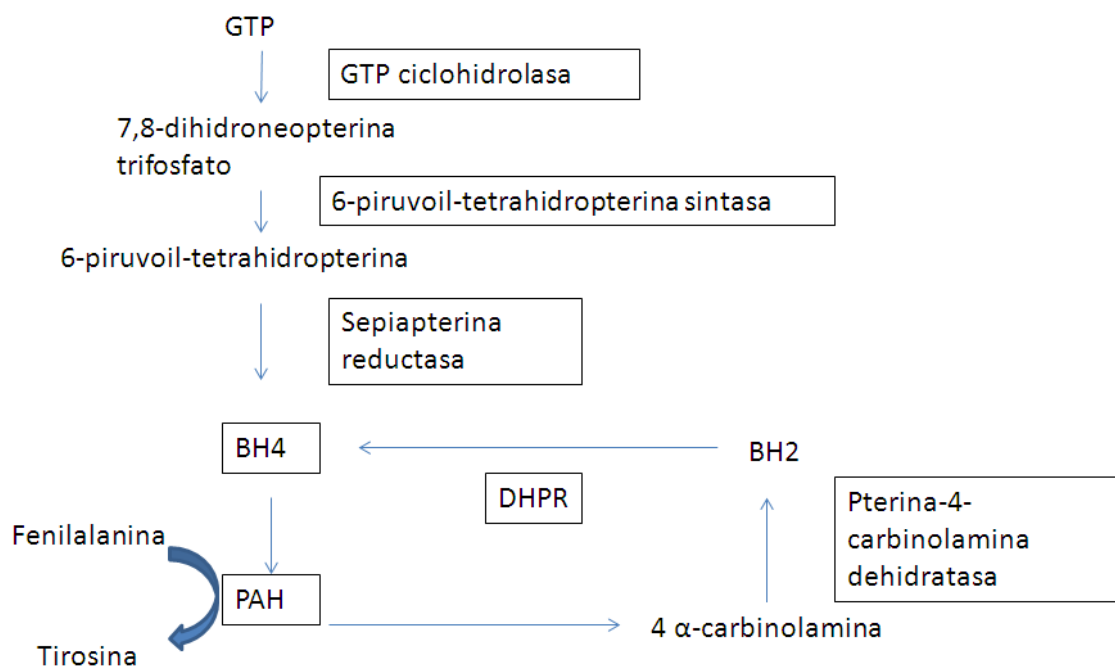 GTP
GTP ciclohidrolasa
7,8-dihidroneopterina
trifosfato
6-piruvoil-tetrahidropterina sintasa
6-piruvoil-tetrahidropterina
Sepiapterina
reductasa
BH4
BH2
DHPR
Pterina-4-
carbinolamina
dehidratasa
Fenilalanina
PAH
4 α-carbinolamina
Tirosina